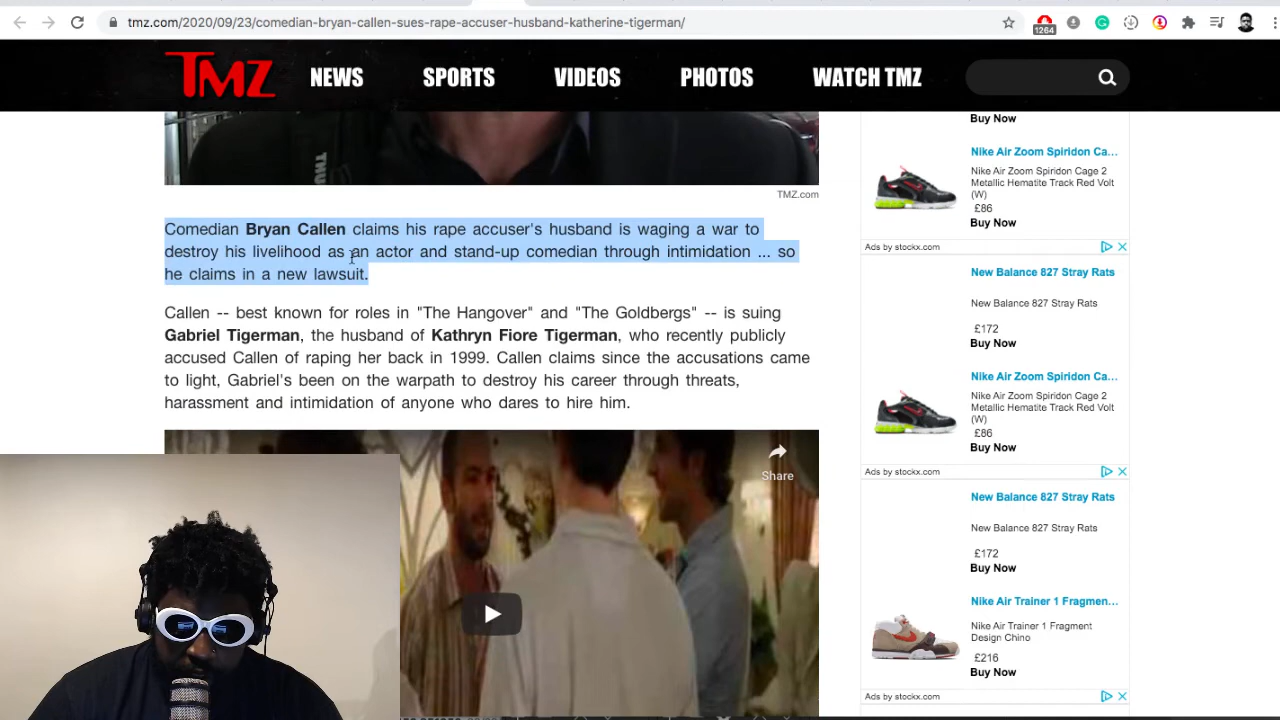 tmz.com/2020/09/23/comedian-bryan-callen-sues-rape-accuser-husband-katherine-tigerman/
1264
TMZ NEWS SPORTS VIDEOS PHOTOS WATCH TMZ
TMZ.com
Comedian Bryan Callen claims his rape accuser's husband is waging a war to
destroy his livelihood as an actor and stand-up comedian through intimidation ... so
he claims in a new lawsuit.
Callen -- best known for roles in "The Hangover" and "The Goldbergs" -- is suing
Gabriel Tigerman, the husband of Kathryn Fiore Tigerman, who recently publicly
accused Callen of raping her back in 1999. Callen claims since the accusations came
to light, Gabriel's been on the warpath to destroy his career through threats,
harassment and intimidation of anyone who dares to hire him.
Share
Buy Now
Nike Air Zoom Spiridon Ca...
Nike Air Zoom Spiridon Cage 2
Metallic Hematite Track Red Volt
(W)
£86
Buy Now
Ads by stockx.com
New Balance 827 Stray Rats
New Balance 827 Stray Rats
£172
Buy Now
Nike Air Zoom Spiridon Ca...
Nike Air Zoom Spiridon Cage 2
Metallic Hematite Track Red Volt
(W)
£86
Buy Now
Ads by stockx.com
New Balance 827 Stray Rats
New Balance 827 Stray Rats
£172
Buy Now
Nike Air Trainer 1 Fragmen...
Nike Air Trainer 1 Fragment
Design Chino
£216
Buy Now
Ads by stockx.com